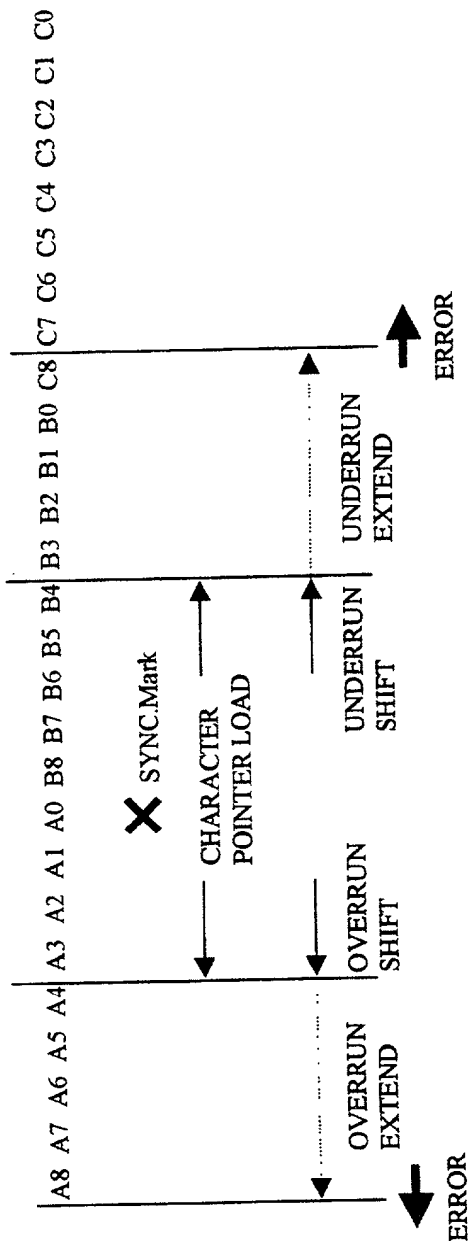 A8 A7 A6 A5 A4 A3 A2 A1 A0 B8 B7 B6 B5 B4 B3 B2 B1 B0 C8 C7 C6 C5 C4 C3 C2 C1 C0
SYNC.Mark
CHARACTER
POINTER LOAD
OVERRUN
EXTEND
OVERRUN
SHIFT
UNDERRUN
SHIFT
UNDERRUN
EXTEND
ERROR
ERROR